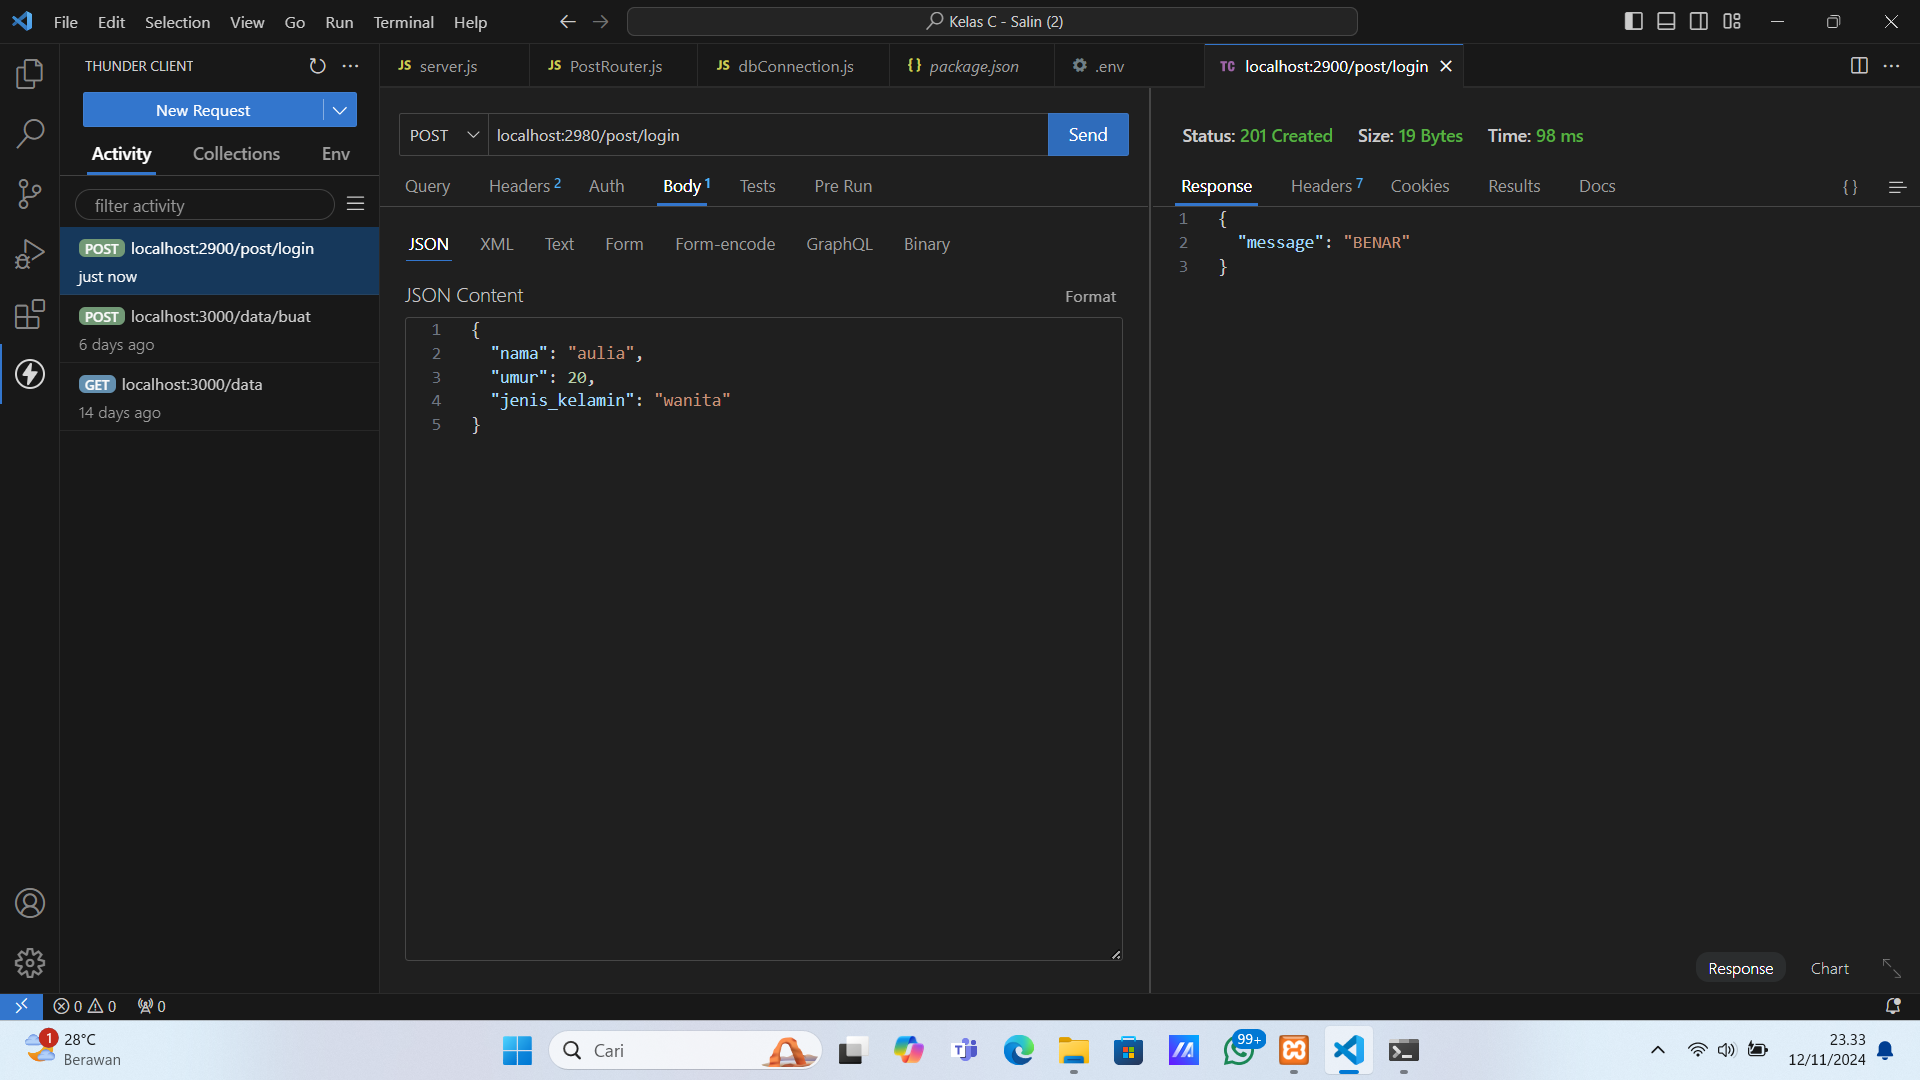 File Edit Selection View Go Run Terminal Help
Kelas C - Salin (2)
THUNDER CLIENT
New Request
Activity Collections Env
filter activity
POST localhost:2900/post/login
just now
POST localhost:3000/data/buat
6 days ago
GET localhost:3000/data
14 days ago
JS server.js
JS PostRouter.js
JS dbConnection.js
{} package.json
.env
TC localhost:2900/post/login
POST localhost:2980/post/login Send
Query Headers 2 Auth Body 1 Tests Pre Run
JSON XML Text Form Form-encode GraphQL Binary
JSON Content Format
1 {
2 "nama": "aulia",
3 "umur": 20,
4 "jenis_kelamin": "wanita"
5 }
Status: 201 Created Size: 19 Bytes Time: 98 ms
Response Headers 7 Cookies Results Docs { }
1 {
2 "message": "BENAR"
3 }
Response Chart
0 0 0
1 28°C
Berawan
Cari
99+
23.33
12/11/2024